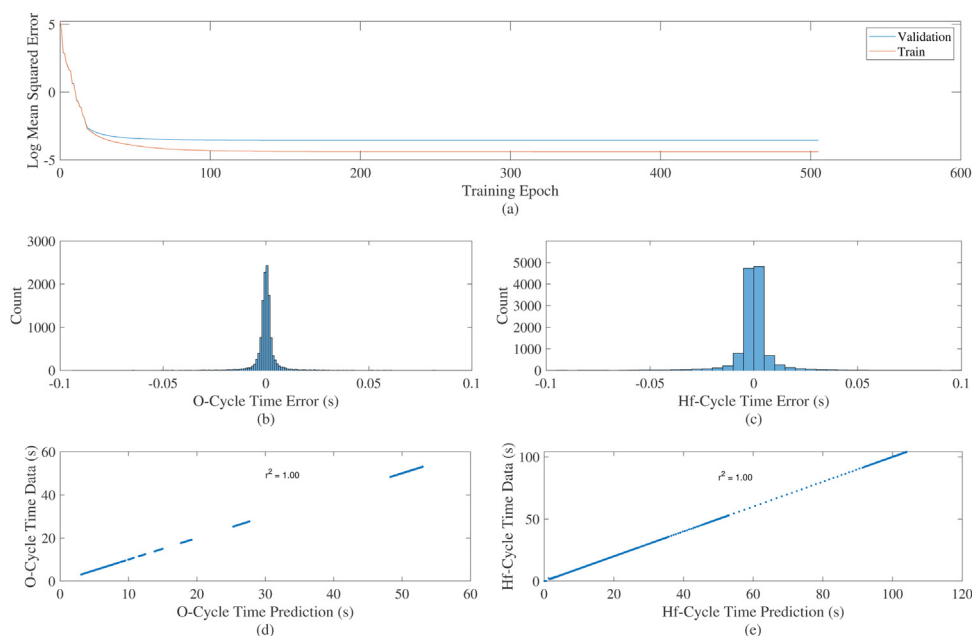 Log Mean Squared Error
5
0
-5
Validation
Train
0 100 200 300 400 500 600
Training Epoch
(a)
Count
3000
2000
1000
0
-0.1 -0.05 0 0.05 0.1
O-Cycle Time Error (s)
(b)
Count
5000
4000
3000
2000
1000
0
-0.1 -0.05 0 0.05 0.1
Hf-Cycle Time Error (s)
(c)
O-Cycle Time Data (s)
60
40
20
0
r² = 1.00
0 10 20 30 40 50 60
O-Cycle Time Prediction (s)
(d)
Hf-Cycle Time Data (s)
100
50
0
r² = 1.00
0 20 40 60 80 100 120
Hf-Cycle Time Prediction (s)
(e)